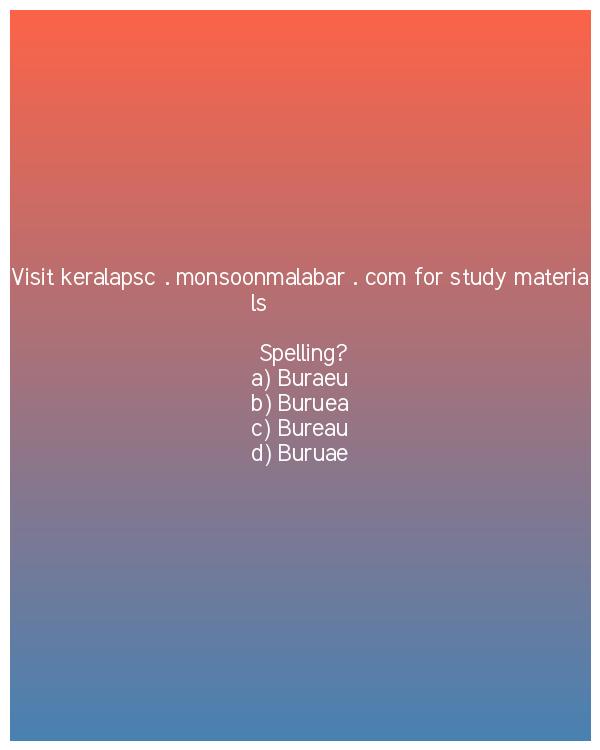 Visit keralapsc . monsoonmalabar . com for study materia
ls
Spelling?
a) Buraeu
b) Buruea
c) Bureau
d) Buruae